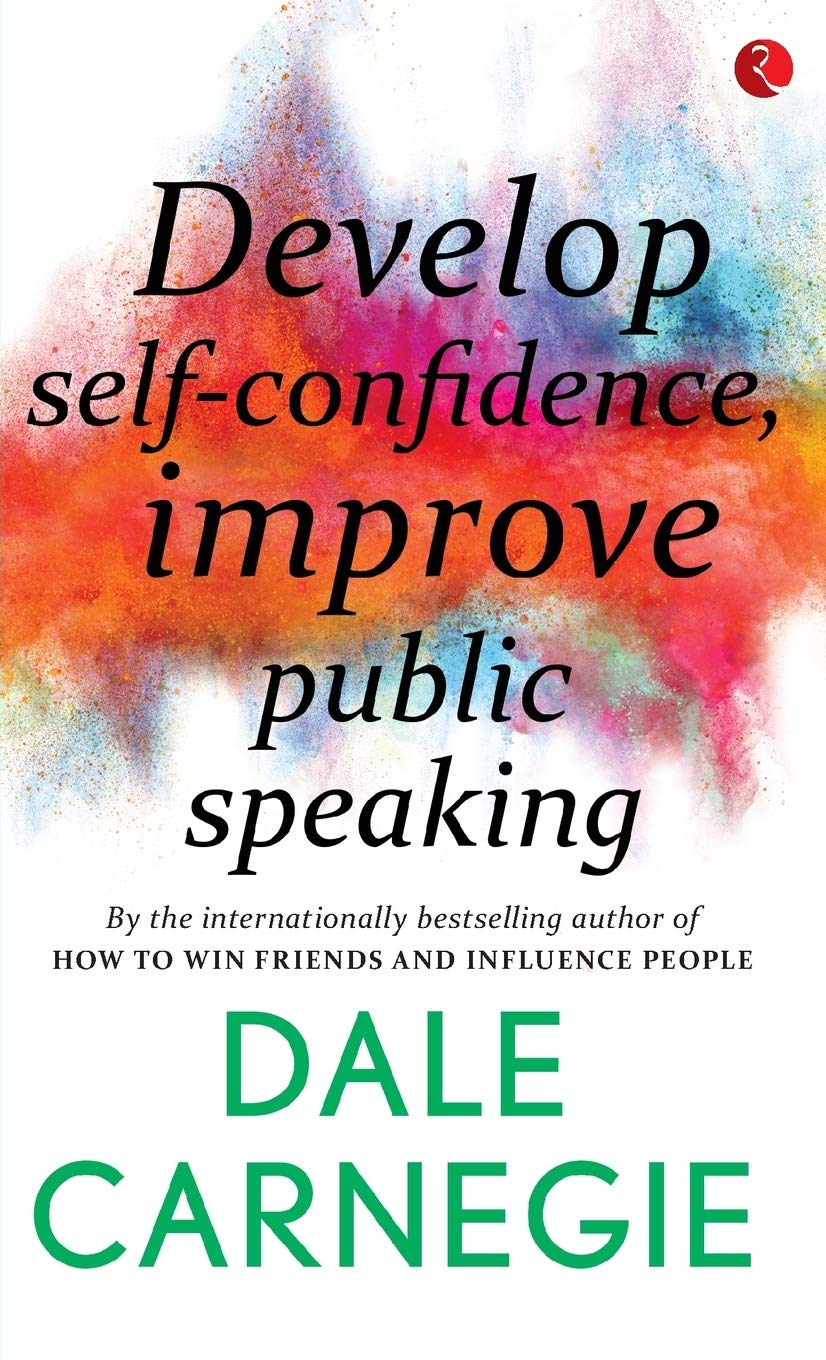 Develop
self-confidence,
improve
public
speaking
By the internationally bestselling author of
HOW TO WIN FRIENDS AND INFLUENCE PEOPLE
DALE
CARNEGIE